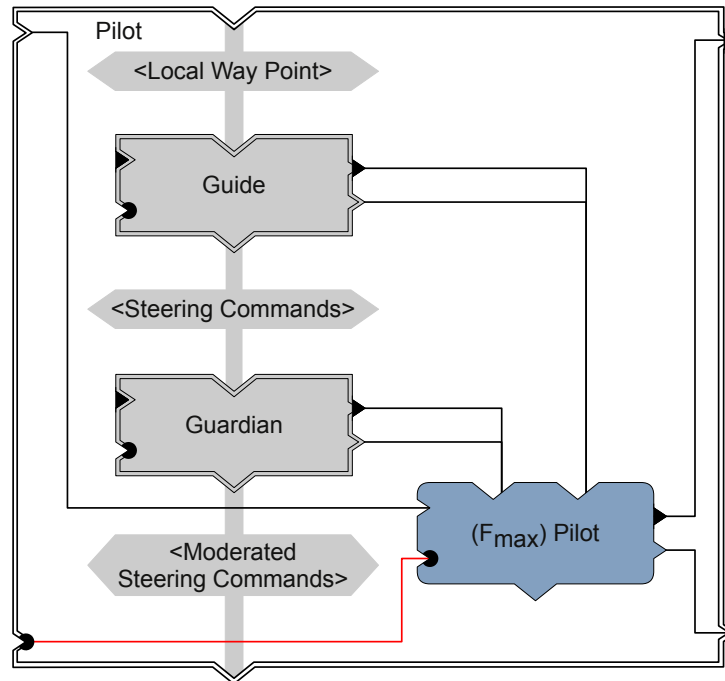 Pilot
<Local Way Point>
Guide
<Steering Commands>
Guardian
(Fmax) Pilot
<Moderated
Steering Commands>